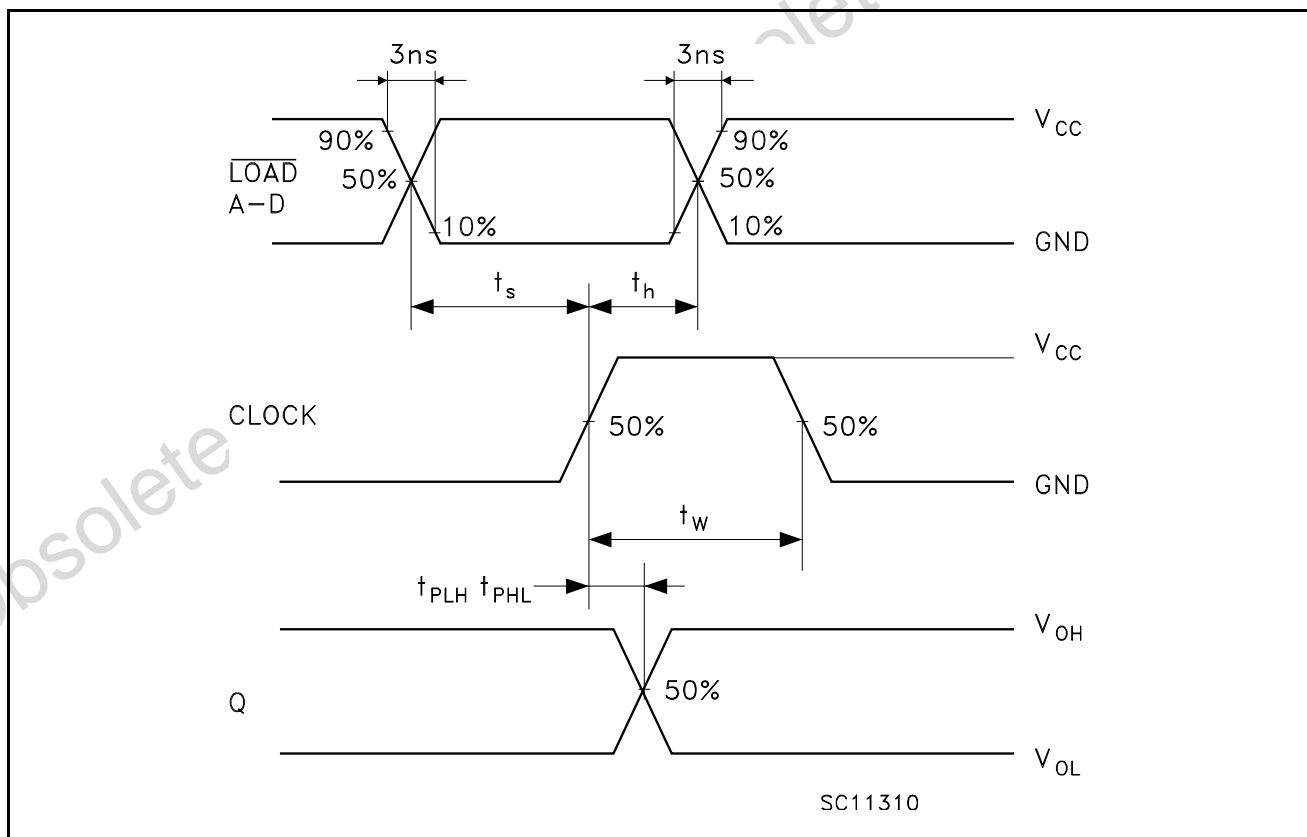 obsolete
3ns 3ns
V CC
90% 90%
LOAD
A-D
50% 50%
10% 10%
GND
t s t h
V CC
CLOCK
50% 50%
GND
t W
t PLH t PHL
V OH
Q
50%
V OL
SC11310